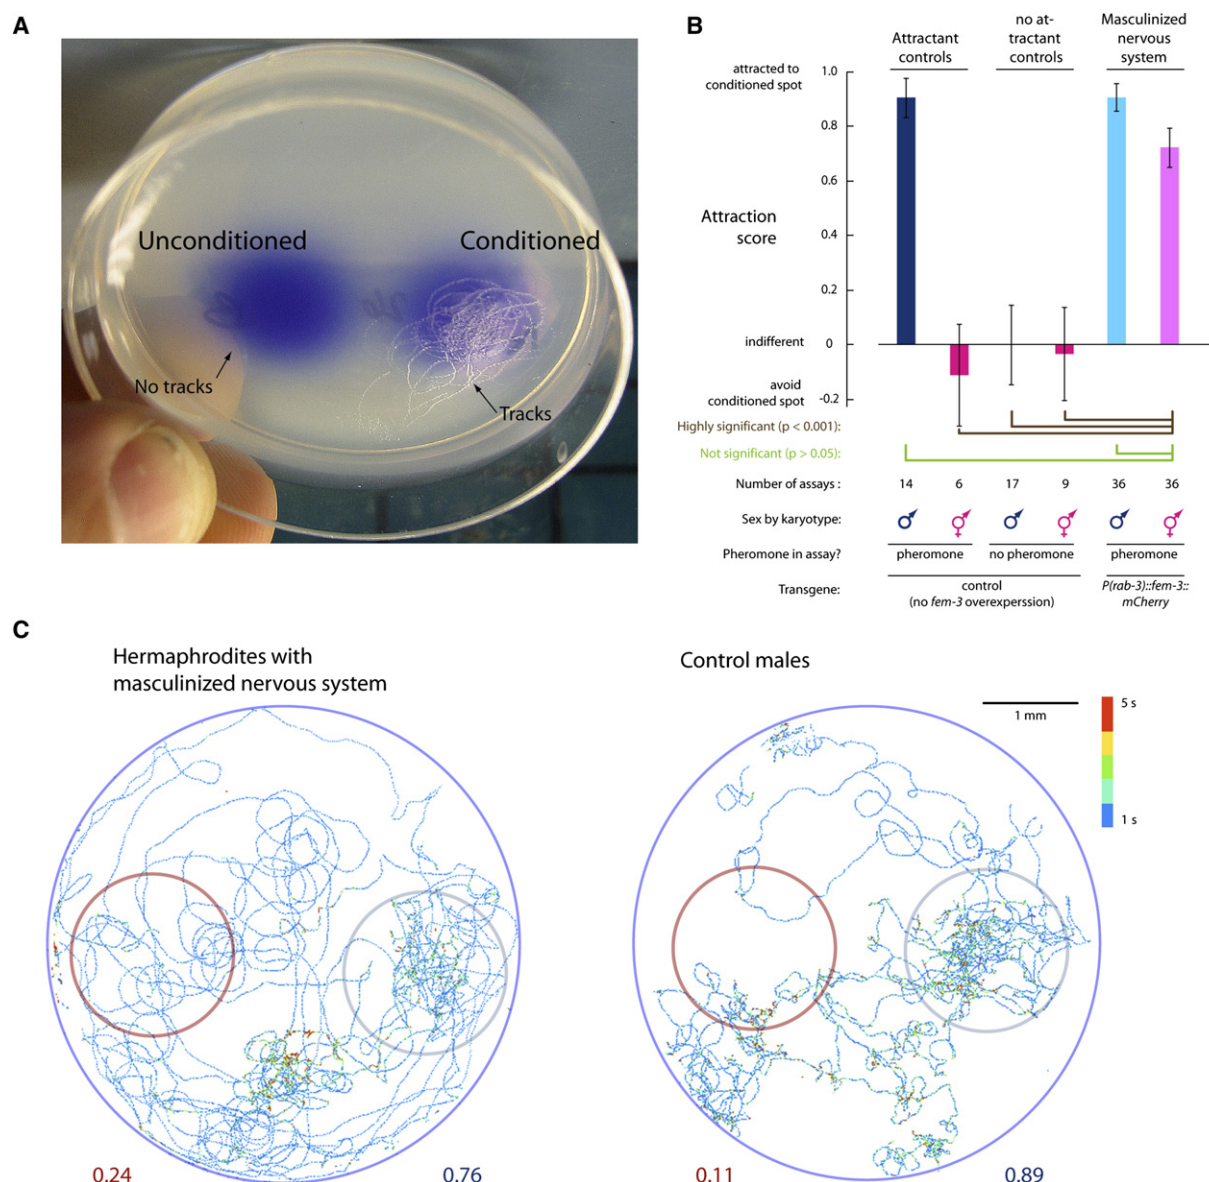 A
Unconditioned
Conditioned
No tracks
Tracks
B
Attractant
controls
no at-
tractant
controls
Masculinized
nervous
system
attracted to
conditioned spot
1.0
0.8
0.6
Attraction
score
0.4
0.2
indifferent
0
avoid
conditioned spot
-0.2
Highly significant (p < 0.001):
Not significant (p > 0.05):
Number of assays :
14
6
17
9
36
36
Sex by karyotype:
♂
⚥
♂
⚥
♂
⚥
Pheromone in assay?
pheromone
no pheromone
pheromone
Transgene:
control
(no fem-3 overexperssion)
P(rab-3)::fem-3::
mCherry
C
Hermaphrodites with
masculinized nervous system
Control males
1 mm
5 s
1 s
0.24
0.76
0.11
0.89